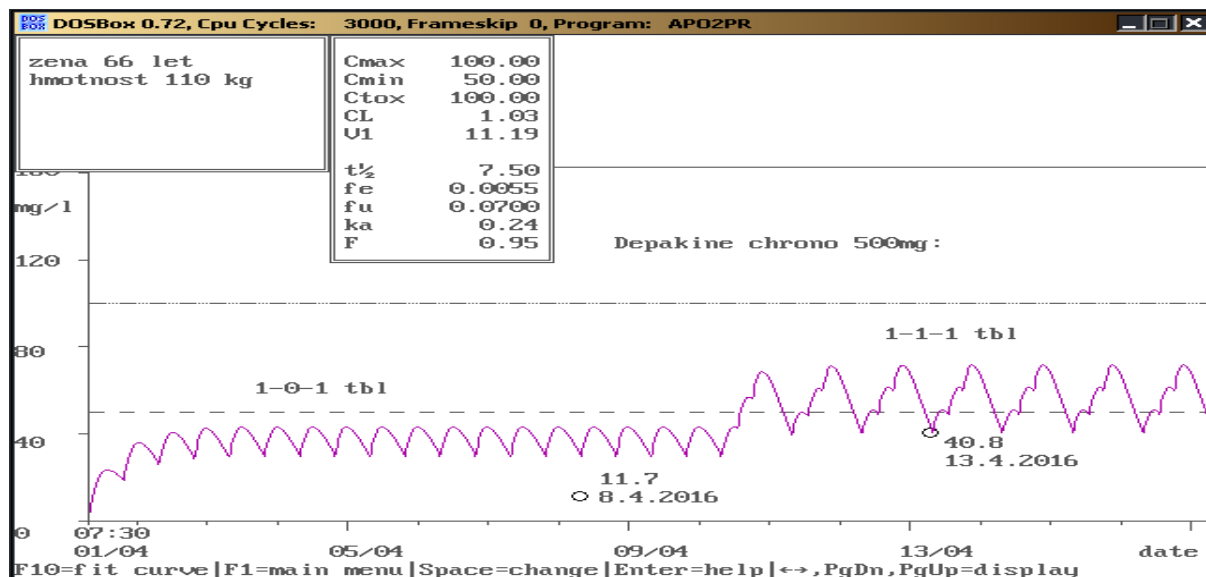 DOSBox 0.72, Cpu Cycles: 3000, Frameskip 0, Program: APO2PR
zena 66 let
hmotnost 110 kg
Cmax 100.00
Cmin 50.00
Ctox 100.00
CL 1.03
V1 11.19
t½ 7.50
fe 0.0055
fu 0.0700
ka 0.24
F 0.95
mg/l
Depakine chrono 500mg:
120
1-1-1 tbl
80
1-0-1 tbl
40
40.8
13.4.2016
11.7
8.4.2016
0 07:30
01/04 05/04 09/04 13/04 date
F10=fit curve|F1=main menu|Space=change|Enter=help|↔,PgDn,PgUp=display